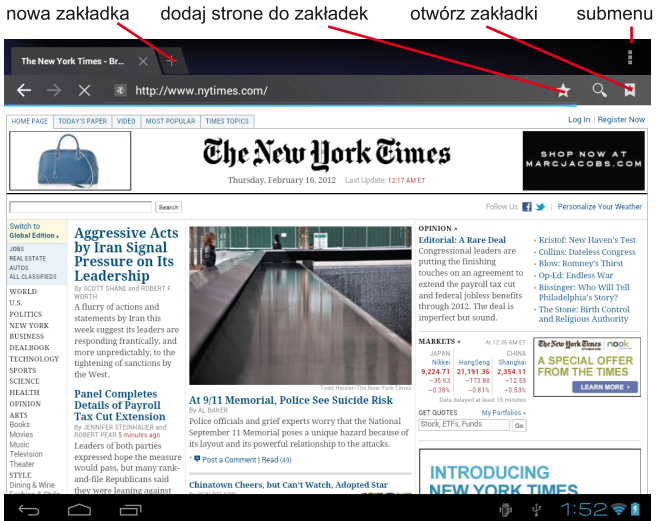 nowa zakładka dodaj strone do zakładek otwórz zakładki submenu
The New York Times - Br...
http://www.nytimes.com/
HOME PAGE TODAY'S PAPER VIDEO MOST POPULAR TIMES TOPICS
Log In Register Now
The New York Times
Thursday, February 16, 2012 Last Update: 12:17 AM ET
SHOP NOW AT
MARCJACOBS.COM
Search
Follow Us
Personalize Your Weather
Switch to
Global Edition
JOBS
REAL ESTATE
AUTOS
ALL CLASSIFIEDS
WORLD
U.S.
POLITICS
NEW YORK
BUSINESS
DEALBOOK
TECHNOLOGY
SPORTS
SCIENCE
HEALTH
OPINION
ARTS
Books
Movies
Music
Television
Theater
STYLE
Dining & Wine
Fashion & Style
Aggressive Acts
by Iran Signal
Pressure on Its
Leadership
By SCOTT SHANE and ROBERT F.
WORTH
A flurry of actions and
statements by Iran this
week suggest its leaders are
responding frantically, and
more unpredictably, to the
tightening of sanctions by
the West.
Panel Completes
Details of Payroll
Tax Cut Extension
By JENNIFER STEINHAUER and
ROBERT PEAR 5 minutes ago
Leaders of both parties
expressed hope the measure
would pass, but many rank-
and-file Republicans said
they were leaning against
Todd Heisler/The New York Times
At 9/11 Memorial, Police See Suicide Risk
By AL BAKER
Police officials and grief experts worry that the National
September 11 Memorial poses a unique hazard because of
its layout and its powerful relationship to the attacks.
Post a Comment | Read (49)
Chinatown Cheers, but Can't Watch, Adopted Star
OPINION »
Editorial: A Rare Deal
Congressional leaders are
putting the finishing
touches on an agreement to
extend the payroll tax cut
and federal jobless benefits
through 2012. The deal is
imperfect but sound.
• Kristof: New Haven's Test
• Collins: Dateless Congress
• Blow: Romney's Thirst
• Op-Ed: Endless War
• Bissinger: Who Will Tell
Philadelphia's Story?
• The Stone: Birth Control
and Religious Authority
MARKETS » At 12:35 AM ET
JAPAN CHINA
Nikkei HangSeng Shanghai
9,224.71 21,191.35 2,354.11
−35.63 −173.88 −12.59
−0.38% −0.81% −0.53%
Data delayed at least 15 minutes
GET QUOTES My Portfolios »
Stock, ETFs, Funds Go
The New York Times nook
A SPECIAL OFFER
FROM THE TIMES
LEARN MORE
INTRODUCING
NEW YORK TIMES
1:52